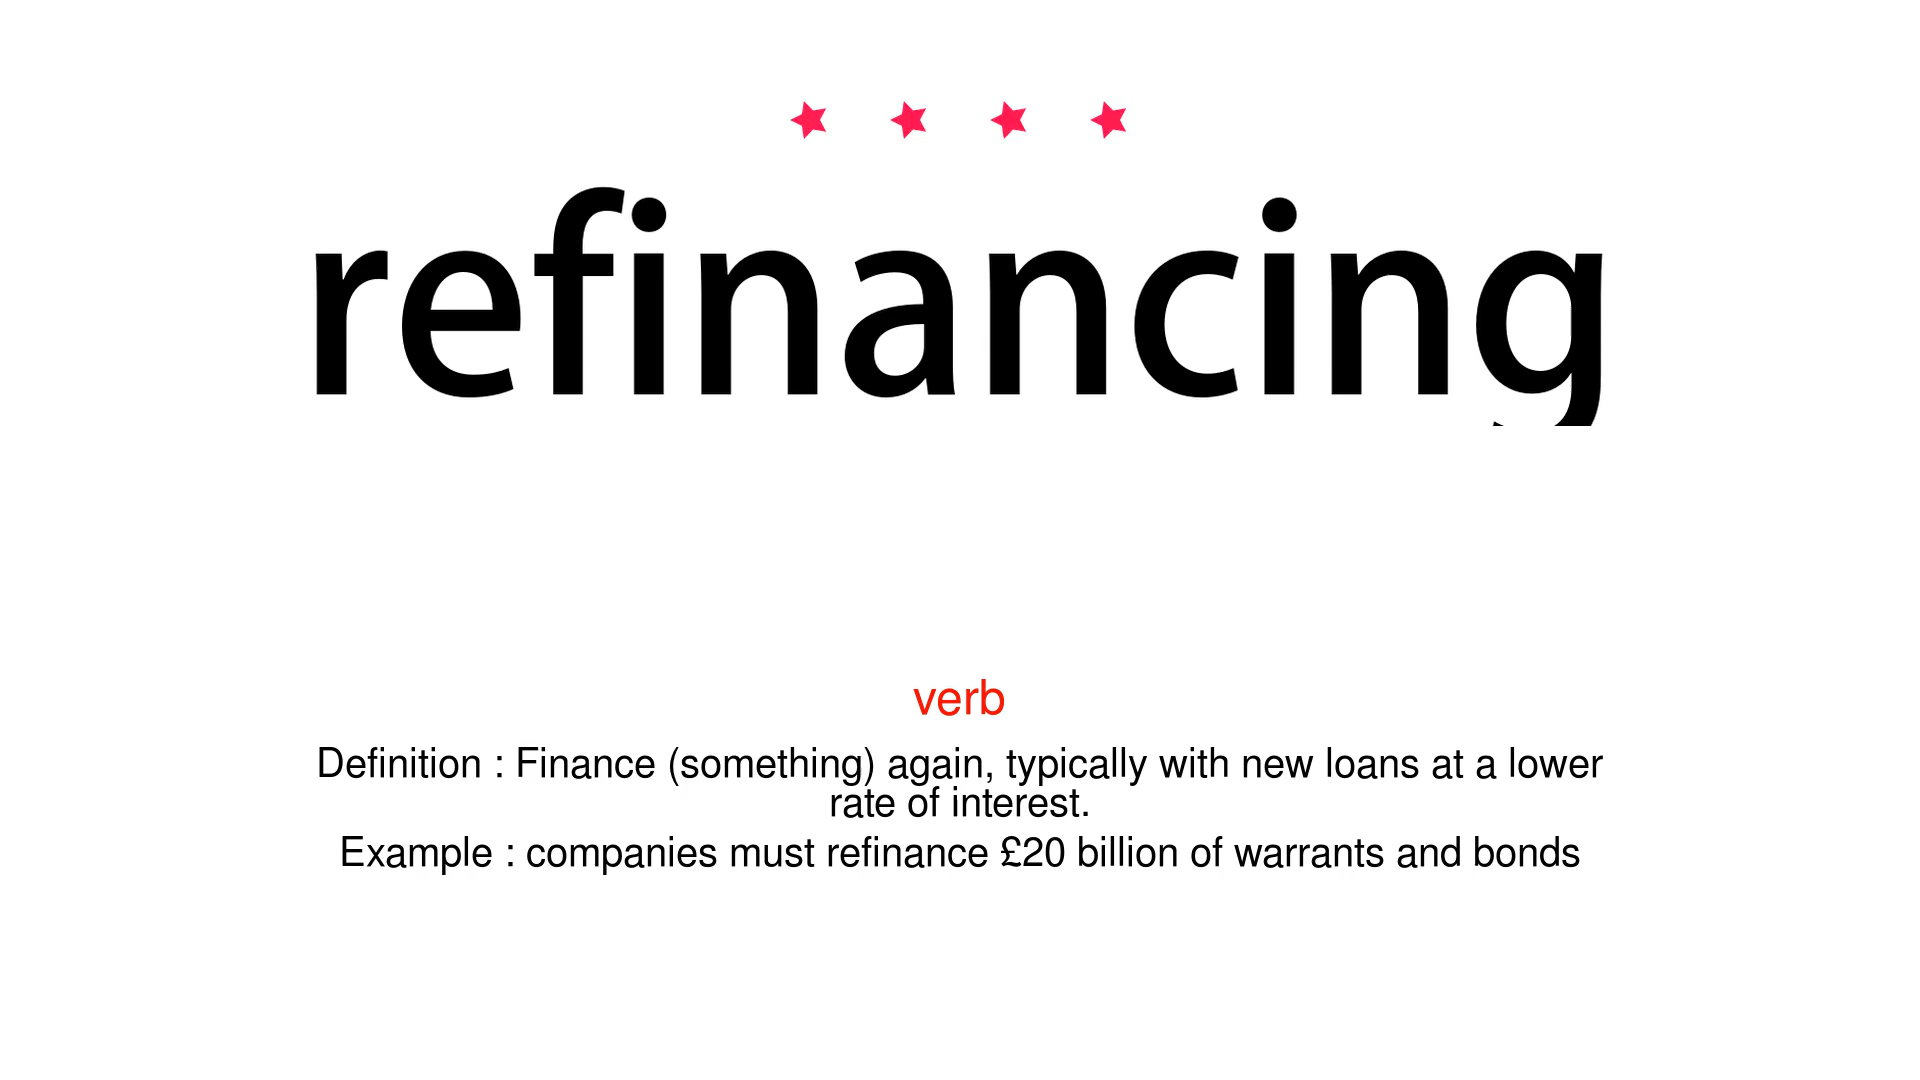 refinancing
verb
Definition : Finance (something) again, typically with new loans at a lower
rate of interest.
Example : companies must refinance £20 billion of warrants and bonds